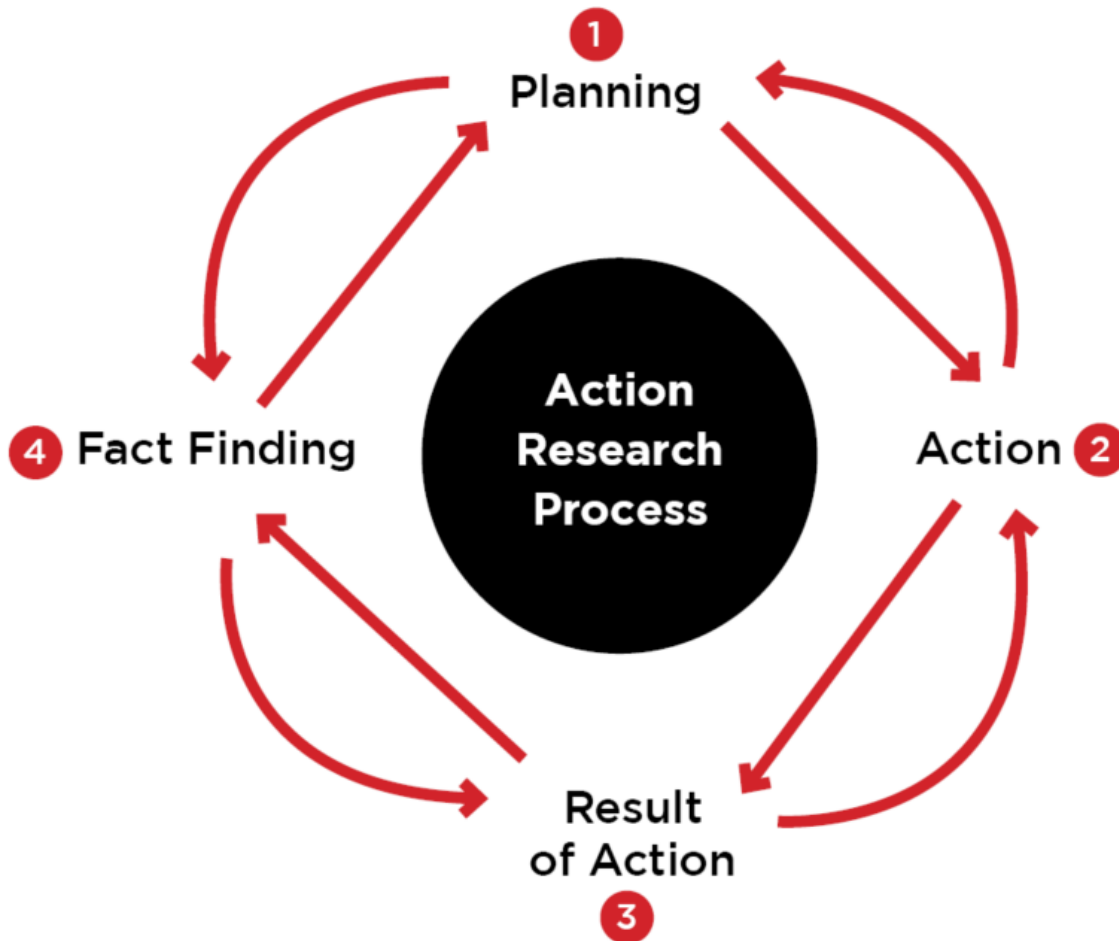 1
Planning
Action
Research
Process
4 Fact Finding
Action 2
Result
of Action
3